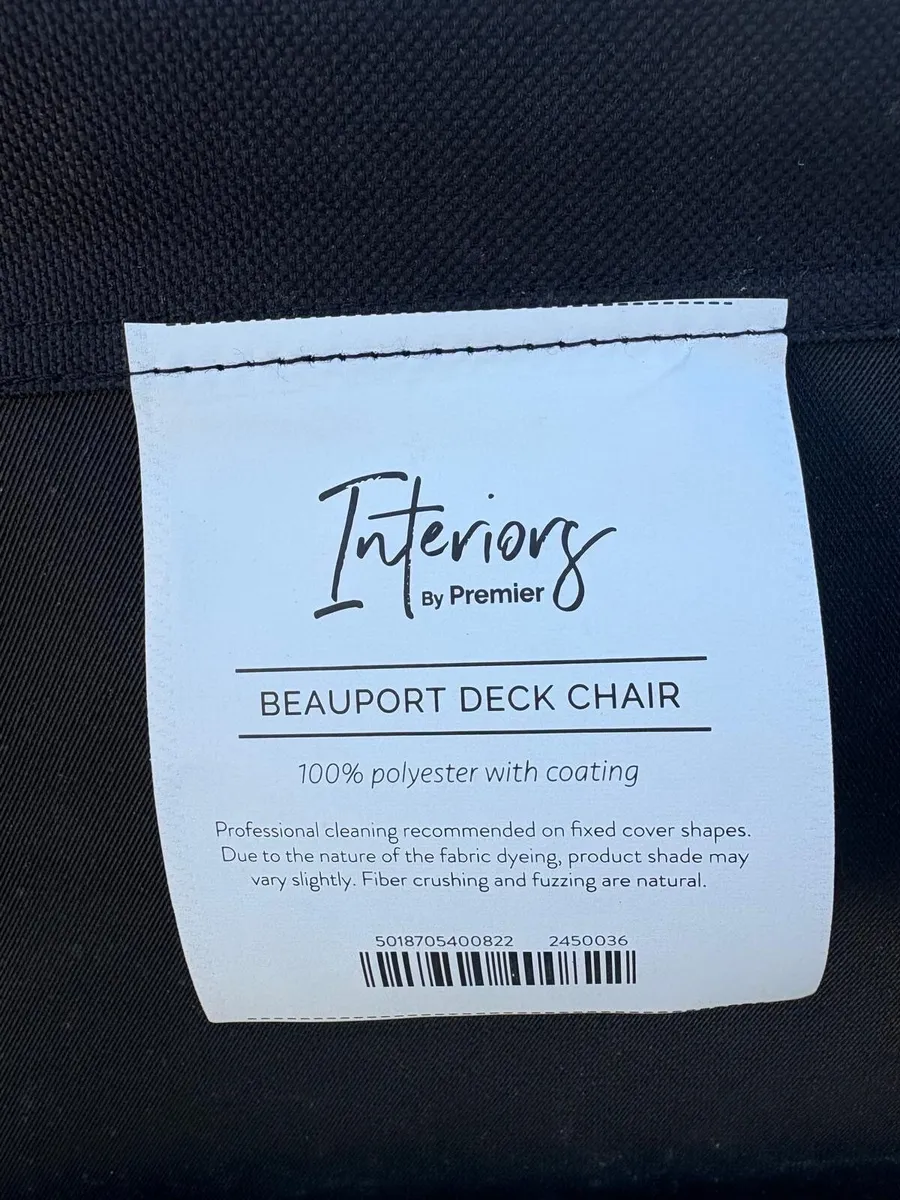 Interiors
By Premier
BEAUPORT DECK CHAIR
100% polyester with coating
Professional cleaning recommended on fixed cover shapes.
Due to the nature of the fabric dyeing, product shade may
vary slightly. Fiber crushing and fuzzing are natural.
5018705400822 2450036